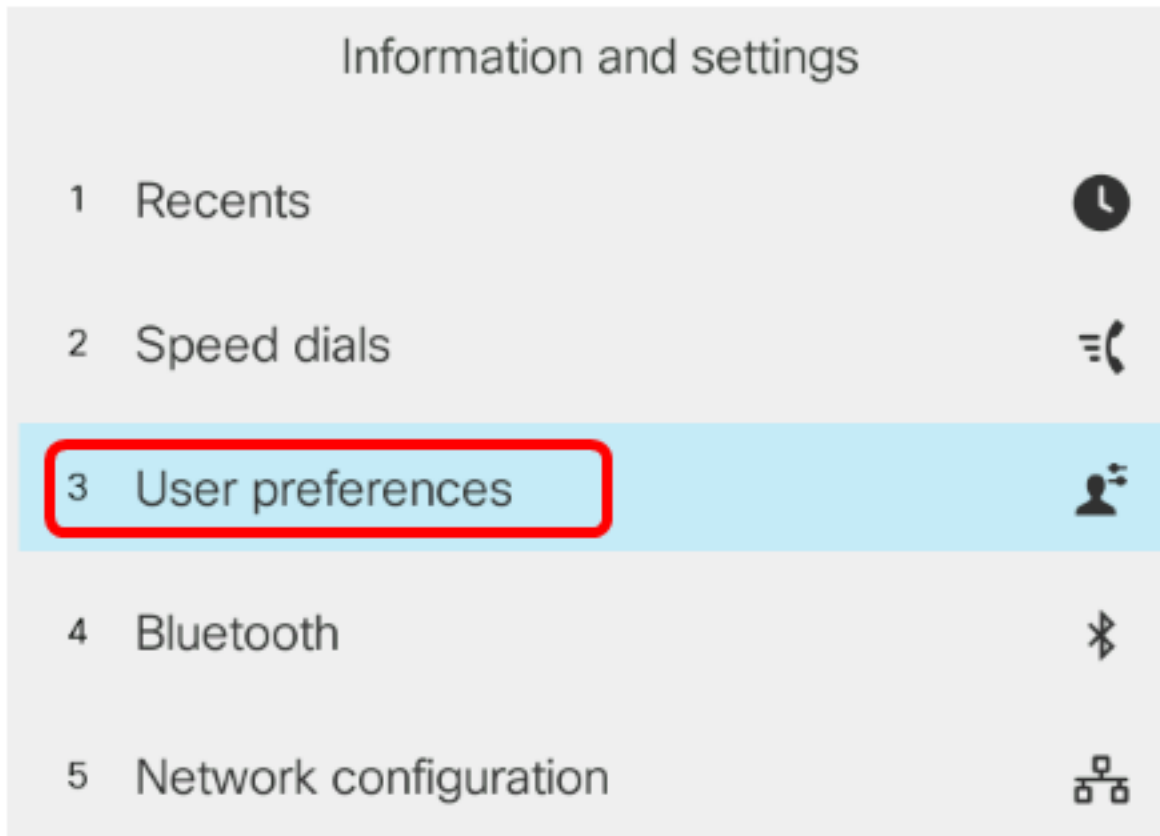 Information and settings
1 Recents
2 Speed dials
3 User preferences
4 Bluetooth
5 Network configuration